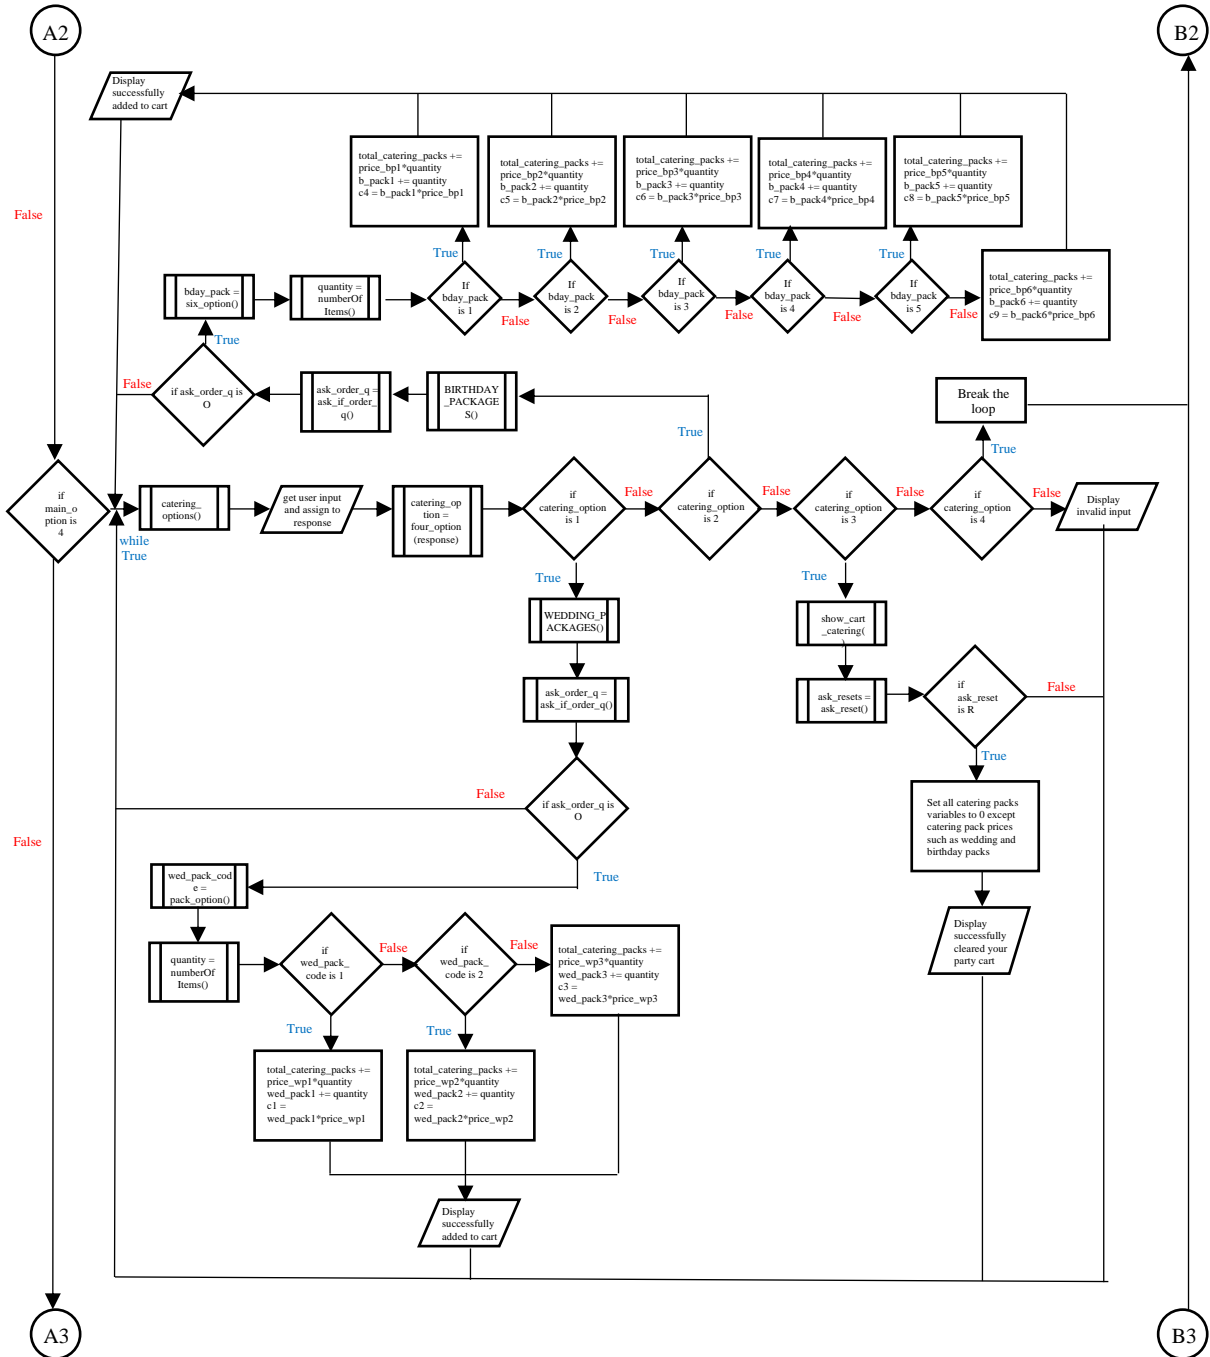 A2
B2
Display
successfully
added to cart
total_catering_packs +=
price_bp1*quantity
b_pack1 += quantity
c4 = b_pack1*price_bp1
total_catering_packs +=
price_bp2*quantity
b_pack2 += quantity
c5 = b_pack2*price_bp2
total_catering_packs +=
price_bp3*quantity
b_pack3 += quantity
c6 = b_pack3*price_bp3
total_catering_packs +=
price_bp4*quantity
b_pack4 += quantity
c7 = b_pack4*price_bp4
total_catering_packs +=
price_bp5*quantity
b_pack5 += quantity
c8 = b_pack5*price_bp5
False
True
True
True
True
True
bday_pack =
six_option()
quantity =
numberOf
Items()
If
bday_pack
is 1
False
If
bday_pack
is 2
False
If
bday_pack
is 3
False
If
bday_pack
is 4
False
If
bday_pack
is 5
False
total_catering_packs +=
price_bp6*quantity
b_pack6 += quantity
c9 = b_pack6*price_bp6
True
False
if ask_order_q is
O
ask_order_q =
ask_if_order_
q()
BIRTHDAY
_PACKAGE
S()
True
Break the
loop
True
if
main_o
ption is
4
while
True
catering_
options()
get user input
and assign to
response
catering_op
tion =
four_option
(response)
if
catering_option
is 1
False
if
catering_option
is 2
False
if
catering_option
is 3
False
if
catering_option
is 4
False
Display
invalid input
True
True
WEDDING_P
ACKAGES()
show_cart
_catering(
)
ask_order_q =
ask_if_order_q()
ask_resets =
ask_reset()
if
ask_reset
is R
False
True
False
False
if ask_order_q is
O
True
Set all catering packs
variables to 0 except
catering pack prices
such as wedding and
birthday packs
wed_pack_cod
e =
pack_option()
quantity =
numberOf
Items()
if
wed_pack_
code is 1
False
if
wed_pack_
code is 2
False
total_catering_packs +=
price_wp3*quantity
wed_pack3 += quantity
c3 =
wed_pack3*price_wp3
Display
successfully
cleared your
party cart
True
True
total_catering_packs +=
price_wp1*quantity
wed_pack1 += quantity
c1 =
wed_pack1*price_wp1
total_catering_packs +=
price_wp2*quantity
wed_pack2 += quantity
c2 =
wed_pack2*price_wp2
Display
successfully
added to cart
A3
B3